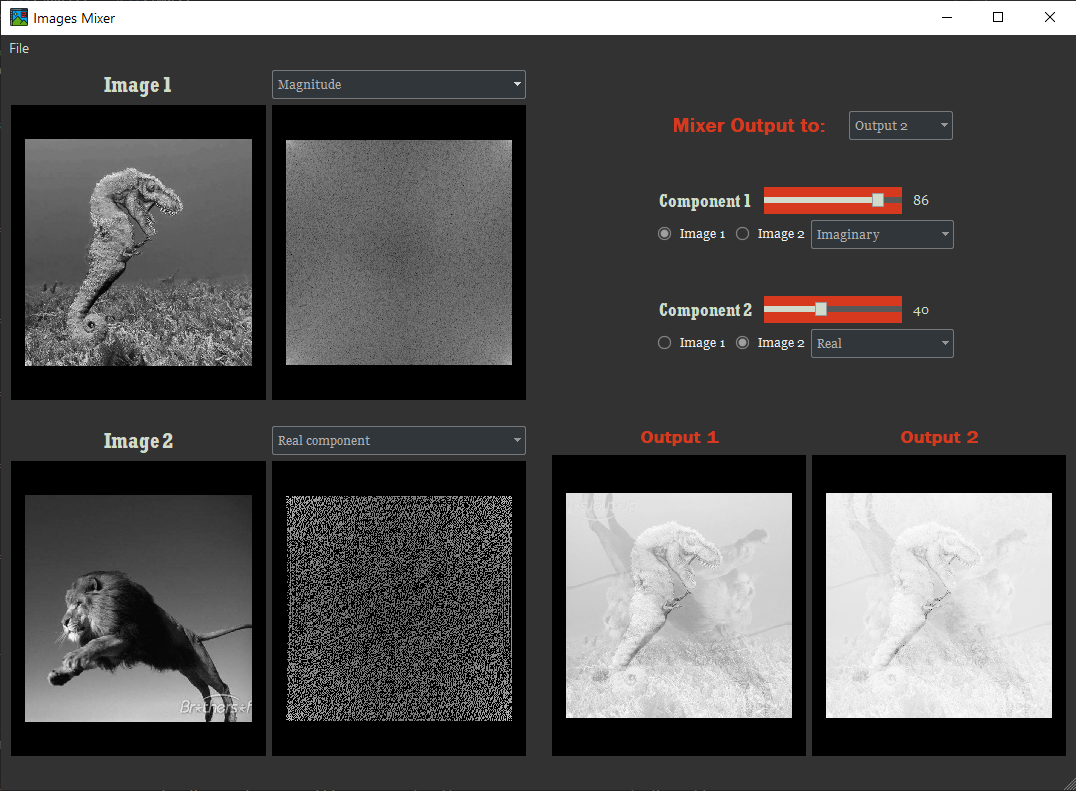 Images Mixer
File
Image 1
Magnitude
Mixer Output to:
Output 2
Component 1
86
Image 1
Image 2
Imaginary
Component 2
40
Image 1
Image 2
Real
Image 2
Real component
Output 1
Output 2